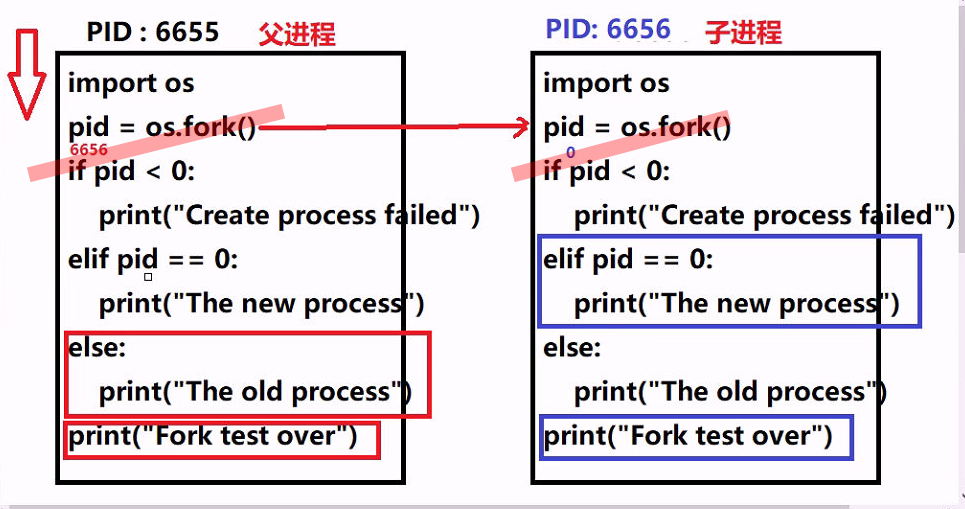 PID : 6655 父进程
import os
pid = os.fork()
6656
if pid < 0:
print("Create process failed")
elif pid == 0:
print("The new process")
else:
print("The old process")
print("Fork test over")
PID: 6656 子进程
import os
pid = os.fork()
0
if pid < 0:
print("Create process failed")
elif pid == 0:
print("The new process")
else:
print("The old process")
print("Fork test over")